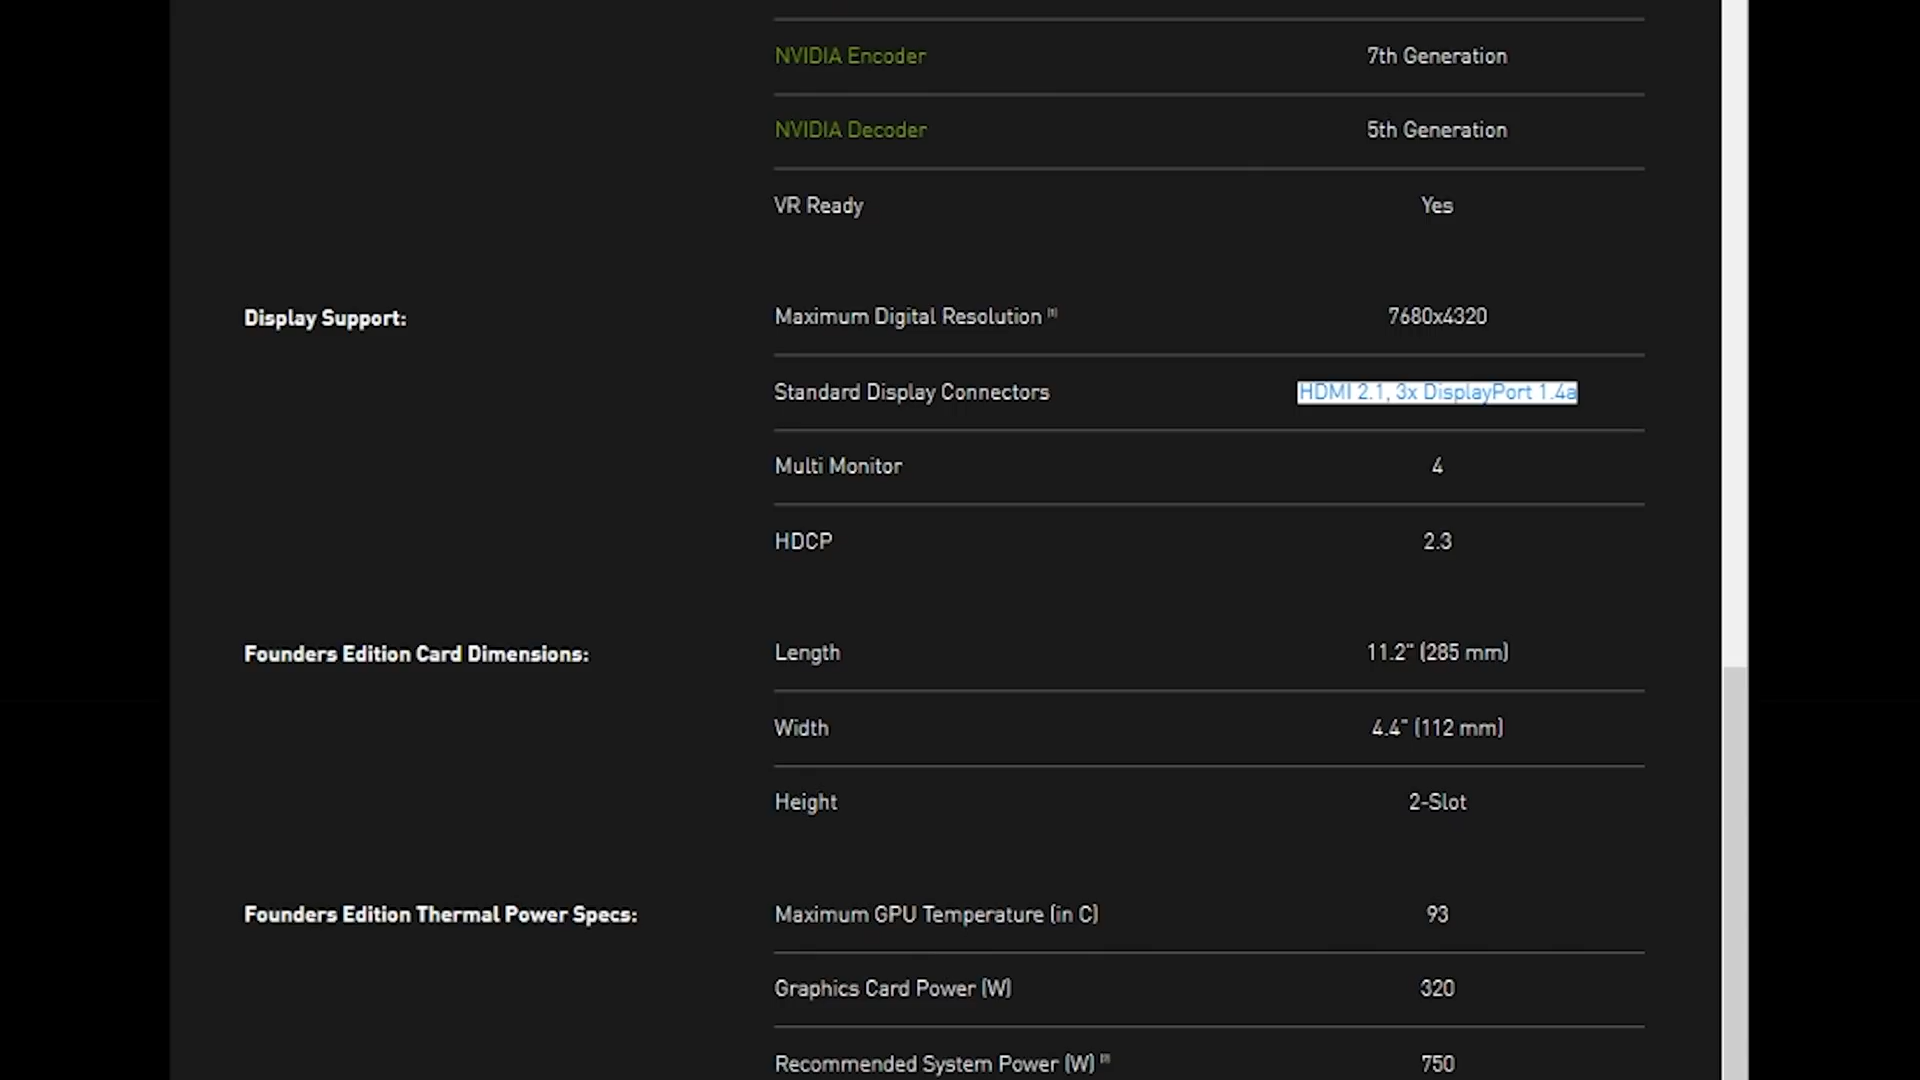 NVIDIA Encoder 7th Generation
NVIDIA Decoder 5th Generation
VR Ready Yes
Display Support: Maximum Digital Resolution 7680x4320
Standard Display Connectors HDMI 2.1, 3x DisplayPort 1.4a
Multi Monitor 4
HDCP 2.3
Founders Edition Card Dimensions: Length 11.2" (285 mm)
Width 4.4" (112 mm)
Height 2-Slot
Founders Edition Thermal Power Specs: Maximum GPU Temperature (in C) 93
Graphics Card Power (W) 320
Recommended System Power (W) 750